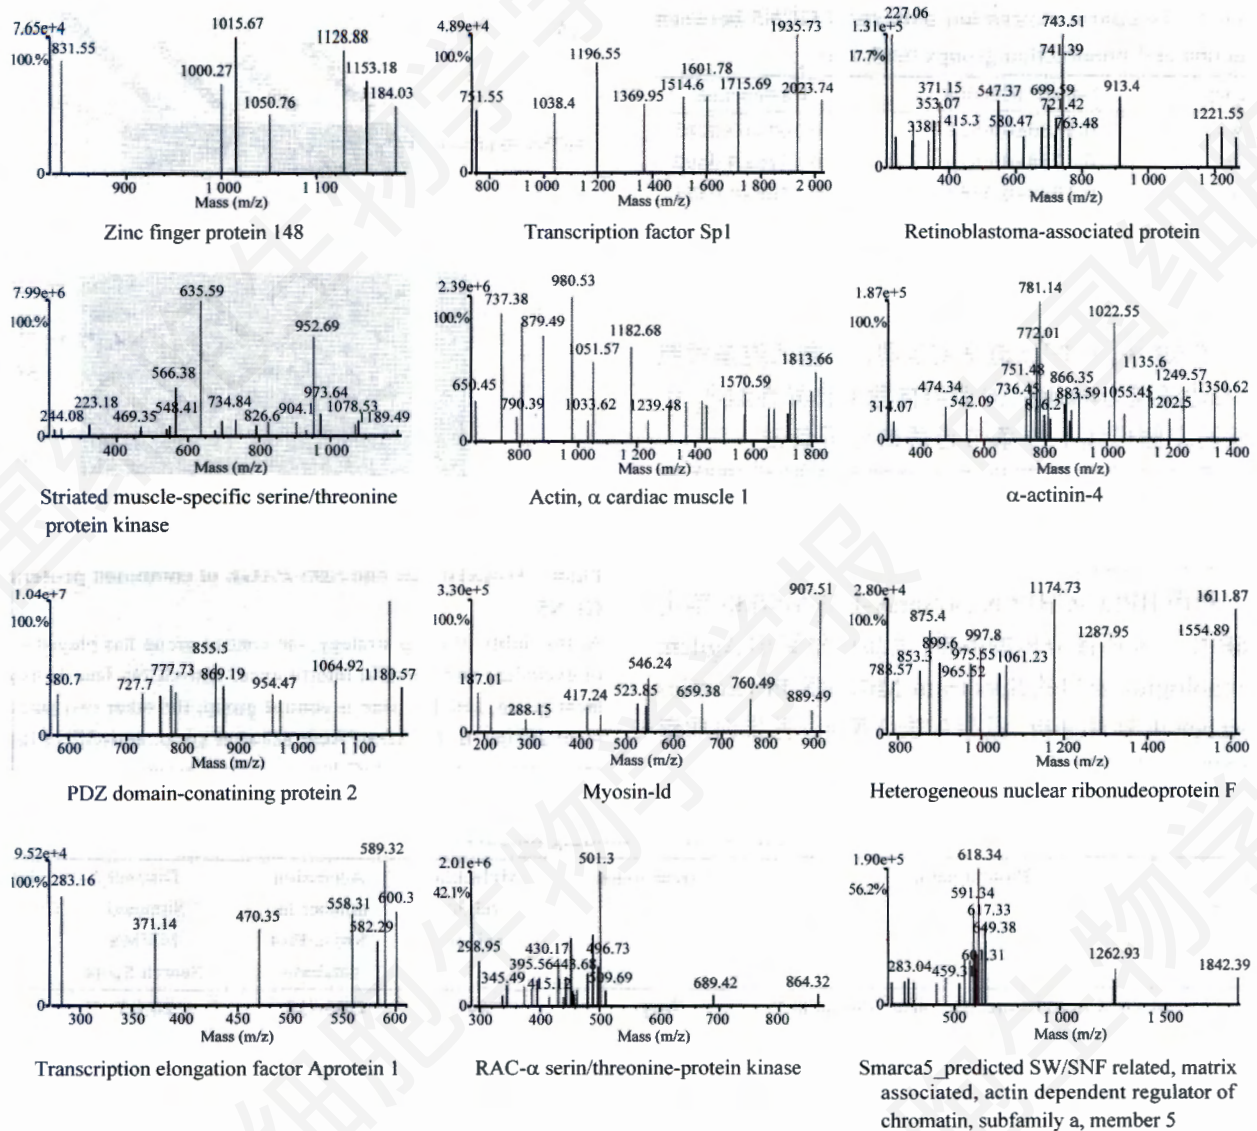 7.65e+4
100.%
831.55
1000.27
1015.67
1050.76
1128.88
1153.18
1184.03
900 1 000 1 100
Mass (m/z)
Zinc finger protein 148
4.89e+4
100.%
751.55
1038.4
1196.55
1369.95
1514.6
1601.78
1715.69
1935.73
2023.74
800 1 000 1 200 1 400 1 600 1 800 2 000
Mass (m/z)
Transcription factor Sp1
227.06
1.31e+5
17.7%
338.1
353.07
371.15
415.3
547.37
580.47
699.59
721.42
741.39
743.51
763.48
913.4
1221.55
400 600 800 1 000 1 200
Mass (m/z)
Retinoblastoma-associated protein
7.99e+6
100.%
244.08
223.18
469.35
548.41
566.38
635.59
734.84
826.6
904.1
952.69
973.64
1078.53
1189.49
400 600 800 1 000
Mass (m/z)
Striated muscle-specific serine/threonine
protein kinase
2.39e+6
100.%
650.45
737.38
790.39
879.49
980.53
1033.62
1051.57
1182.68
1239.48
1570.59
1813.66
800 1 000 1 200 1 400 1 600 1 800
Mass (m/z)
Actin, α cardiac muscle 1
1.87e+5
100.%
314.07
474.34
542.09
736.45
751.48
772.01
781.14
816.2
866.35
883.59
1022.55
1055.45
1135.6
1202.5
1249.57
1350.62
400 600 800 1 000 1 200 1 400
Mass (m/z)
α-actinin-4
1.04e+7
100.%
580.7
727.7
777.73
855.5
869.19
954.47
1064.92
1180.57
600 700 800 900 1 000 1 100
Mass (m/z)
PDZ domain-conatining protein 2
3.30e+5
100.%
187.01
288.15
417.24
523.85
546.24
659.38
760.49
889.49
907.51
200 300 400 500 600 700 800 900
Mass (m/z)
Myosin-Id
2.80e+4
100.%
788.57
853.3
875.4
899.6
965.52
975.55
997.8
1061.23
1174.73
1287.95
1554.89
1611.87
800 1 000 1 200 1 400 1 600
Mass (m/z)
Heterogeneous nuclear ribonudeoprotein F
9.52e+4
100.%
283.16
371.14
470.35
558.31
582.29
589.32
600.3
300 350 400 450 500 550 600
Mass (m/z)
Transcription elongation factor Aprotein 1
2.01e+6
42.1%
298.95
345.49
395.56
415.12
430.17
443.68
496.73
501.3
509.69
689.42
864.32
300 400 500 600 700 800
Mass (m/z)
RAC-α serin/threonine-protein kinase
1.90e+5
56.2%
283.04
459.31
591.34
601.31
617.33
618.34
649.38
1262.93
1842.39
500 1 000 1 500
Mass (m/z)
Smarca5_predicted SW/SNF related, matrix
associated, actin dependent regulator of
chromatin, subfamily a, member 5